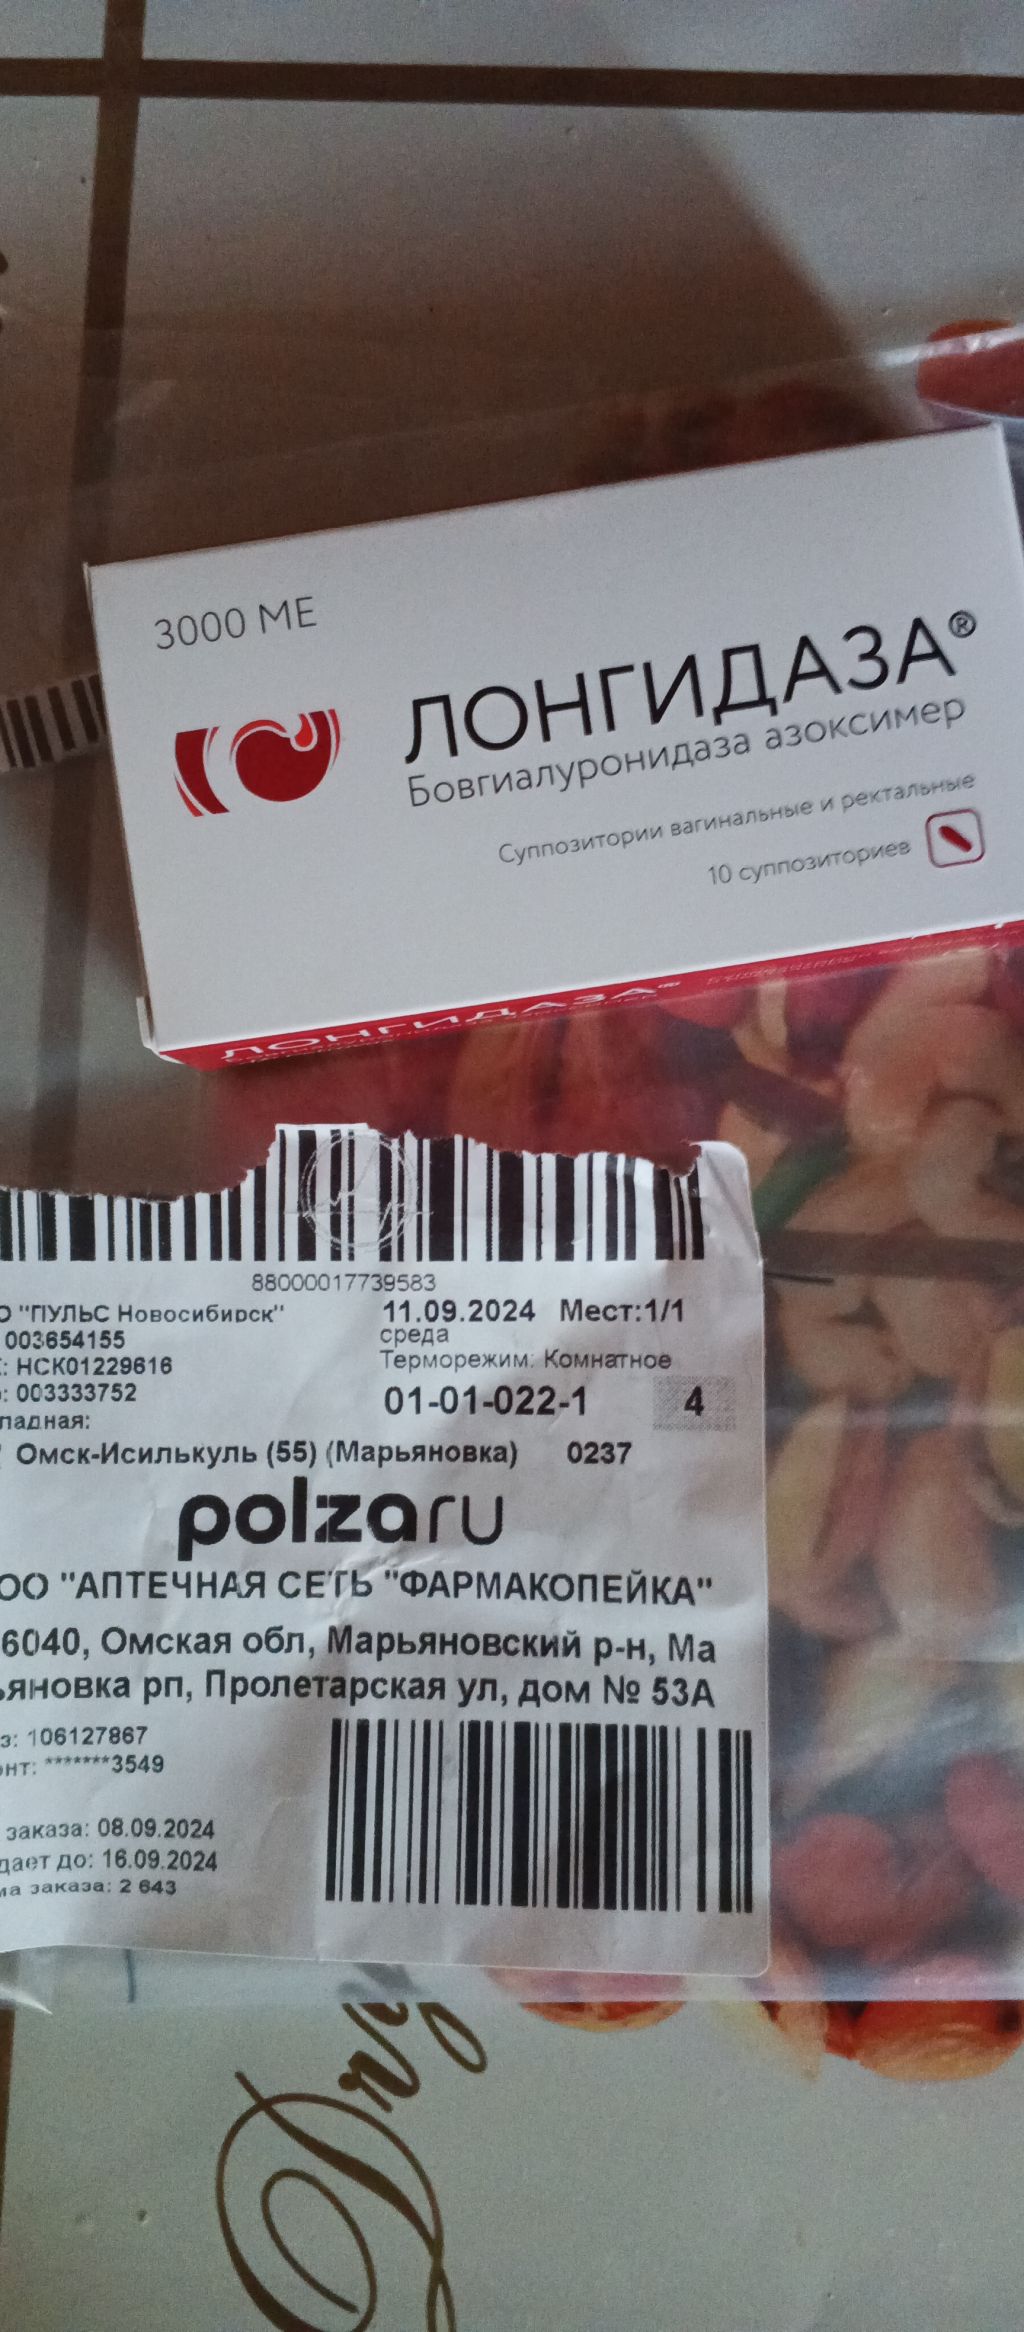 3000 МЕ
ЛОНГИДАЗА®
Бовгиалуронидаза азоксимер
Суппозитории вагинальные и ректальные
10 суппозиториев
ЛОНГИДАЗА®
88000017739583
"ПУЛЬС Новосибирск"
11.09.2024 Мест:1/1
003654155
среда
НСК01229616
Терморежим: Комнатное
003333752
01-01-022-1 4
Омск-Исилькуль (55) (Марьяновка) 0237
polzaru
ОО "АПТЕЧНАЯ СЕТЬ "ФАРМАКОПЕЙКА"
6040, Омская обл, Марьяновский р-н, Ма
ьяновка рп, Пролетарская ул, дом № 53А
з: 106127867
нт: *******3549
заказа: 08.09.2024
дает до: 16.09.2024
ма заказа: 2 643